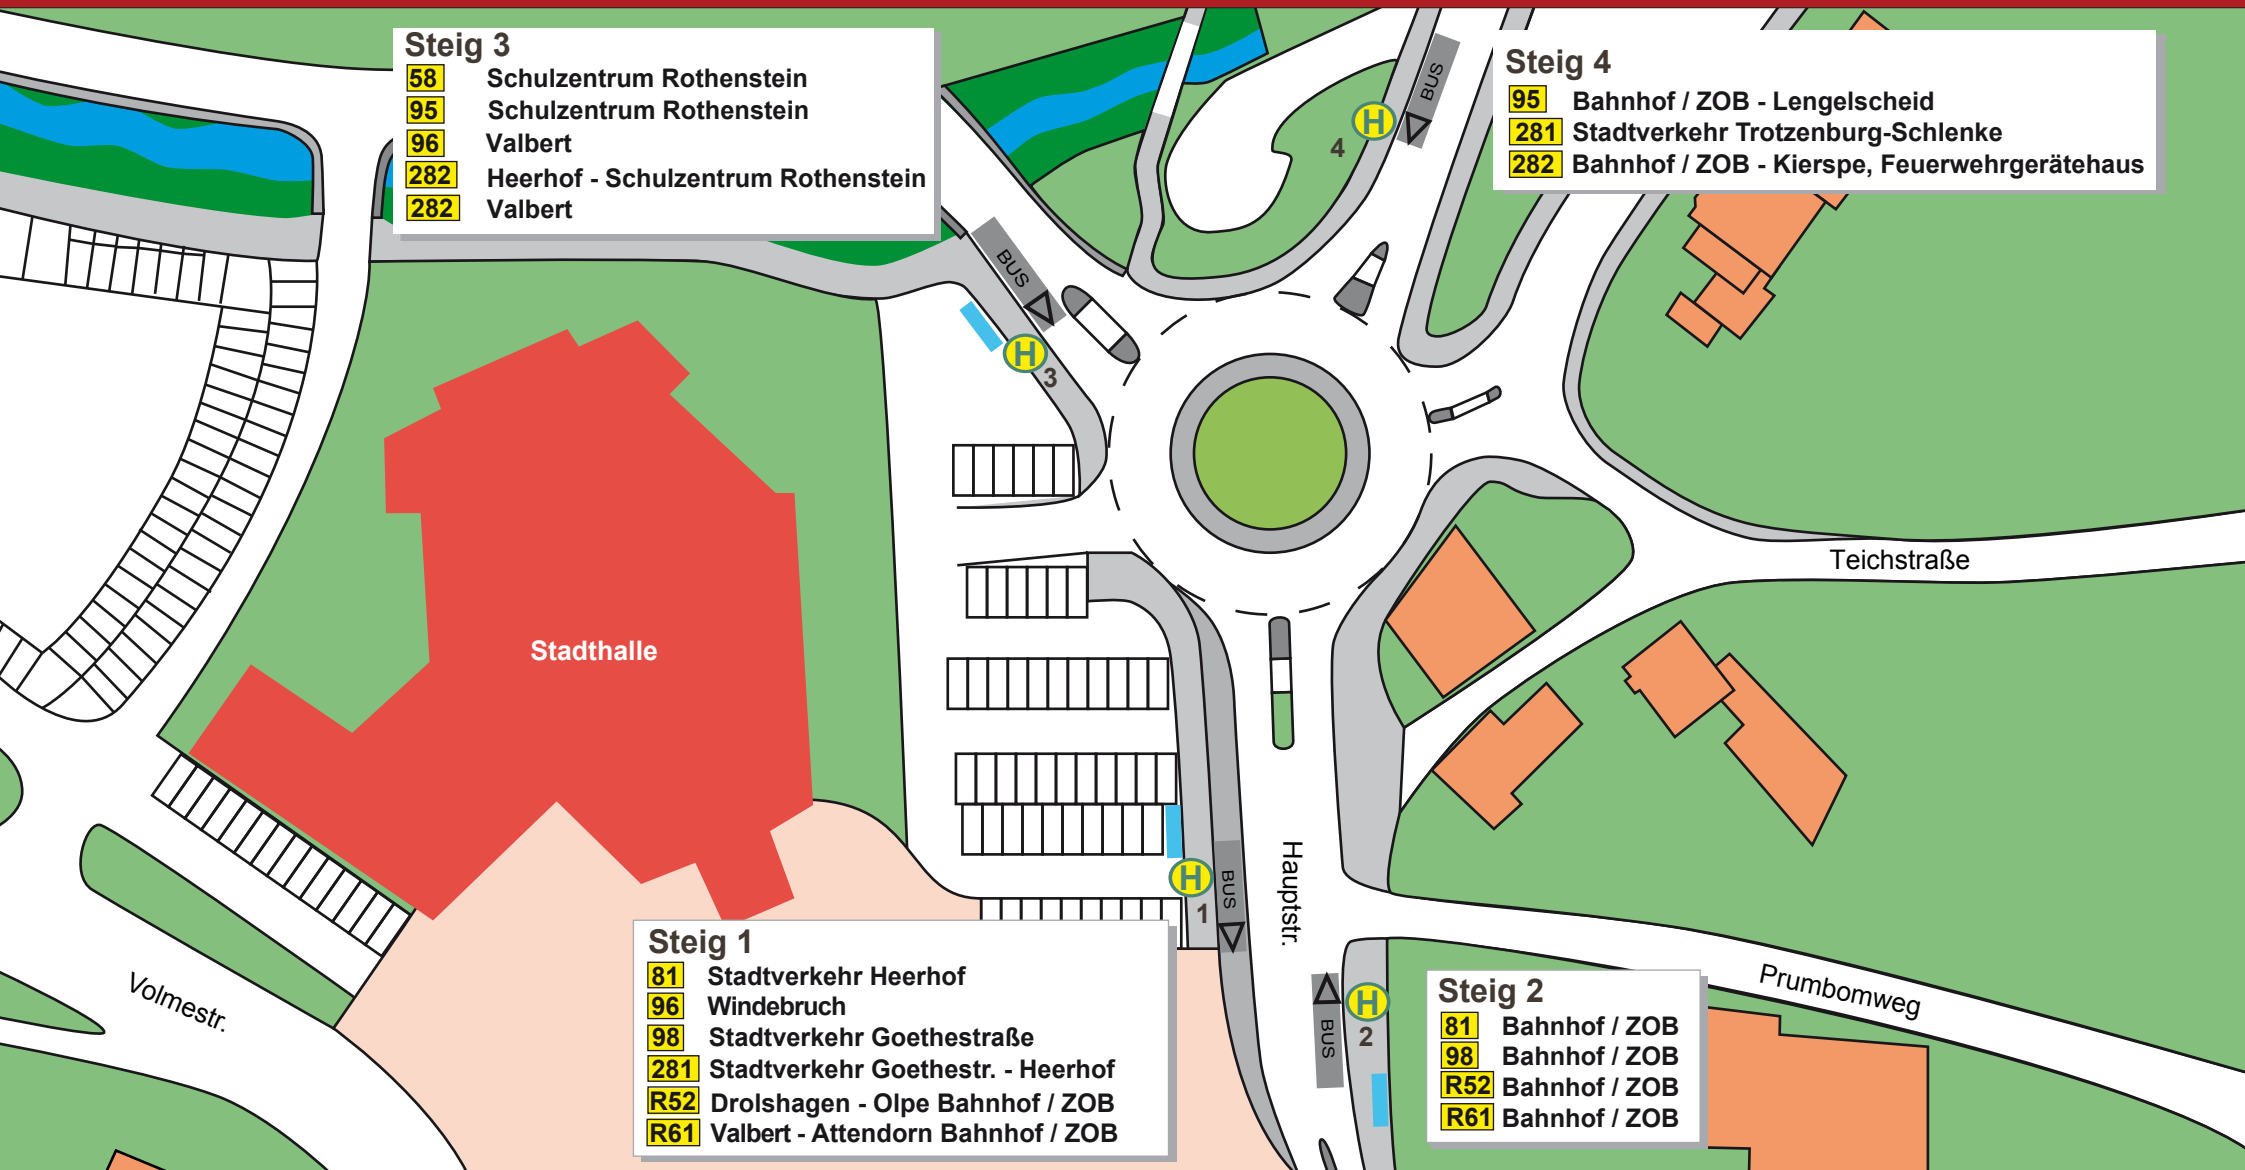 Steig 3
58 Schulzentrum Rothenstein
95 Schulzentrum Rothenstein
96 Valbert
282 Heerhof - Schulzentrum Rothenstein
282 Valbert
Steig 4
95 Bahnhof / ZOB - Lengelscheid
281 Stadtverkehr Trotzenburg-Schlenke
282 Bahnhof / ZOB - Kierspe, Feuerwehrgerätehaus
BUS
H
4
BUS
H
3
Teichstraße
Stadthalle
Hauptstr.
H
1
BUS
Volmestr.
Prumbomweg
Steig 1
81 Stadtverkehr Heerhof
96 Windebruch
98 Stadtverkehr Goethestraße
281 Stadtverkehr Goethestr. - Heerhof
R52 Drolshagen - Olpe Bahnhof / ZOB
R61 Valbert - Attendorn Bahnhof / ZOB
BUS
H
2
Steig 2
81 Bahnhof / ZOB
98 Bahnhof / ZOB
R52 Bahnhof / ZOB
R61 Bahnhof / ZOB